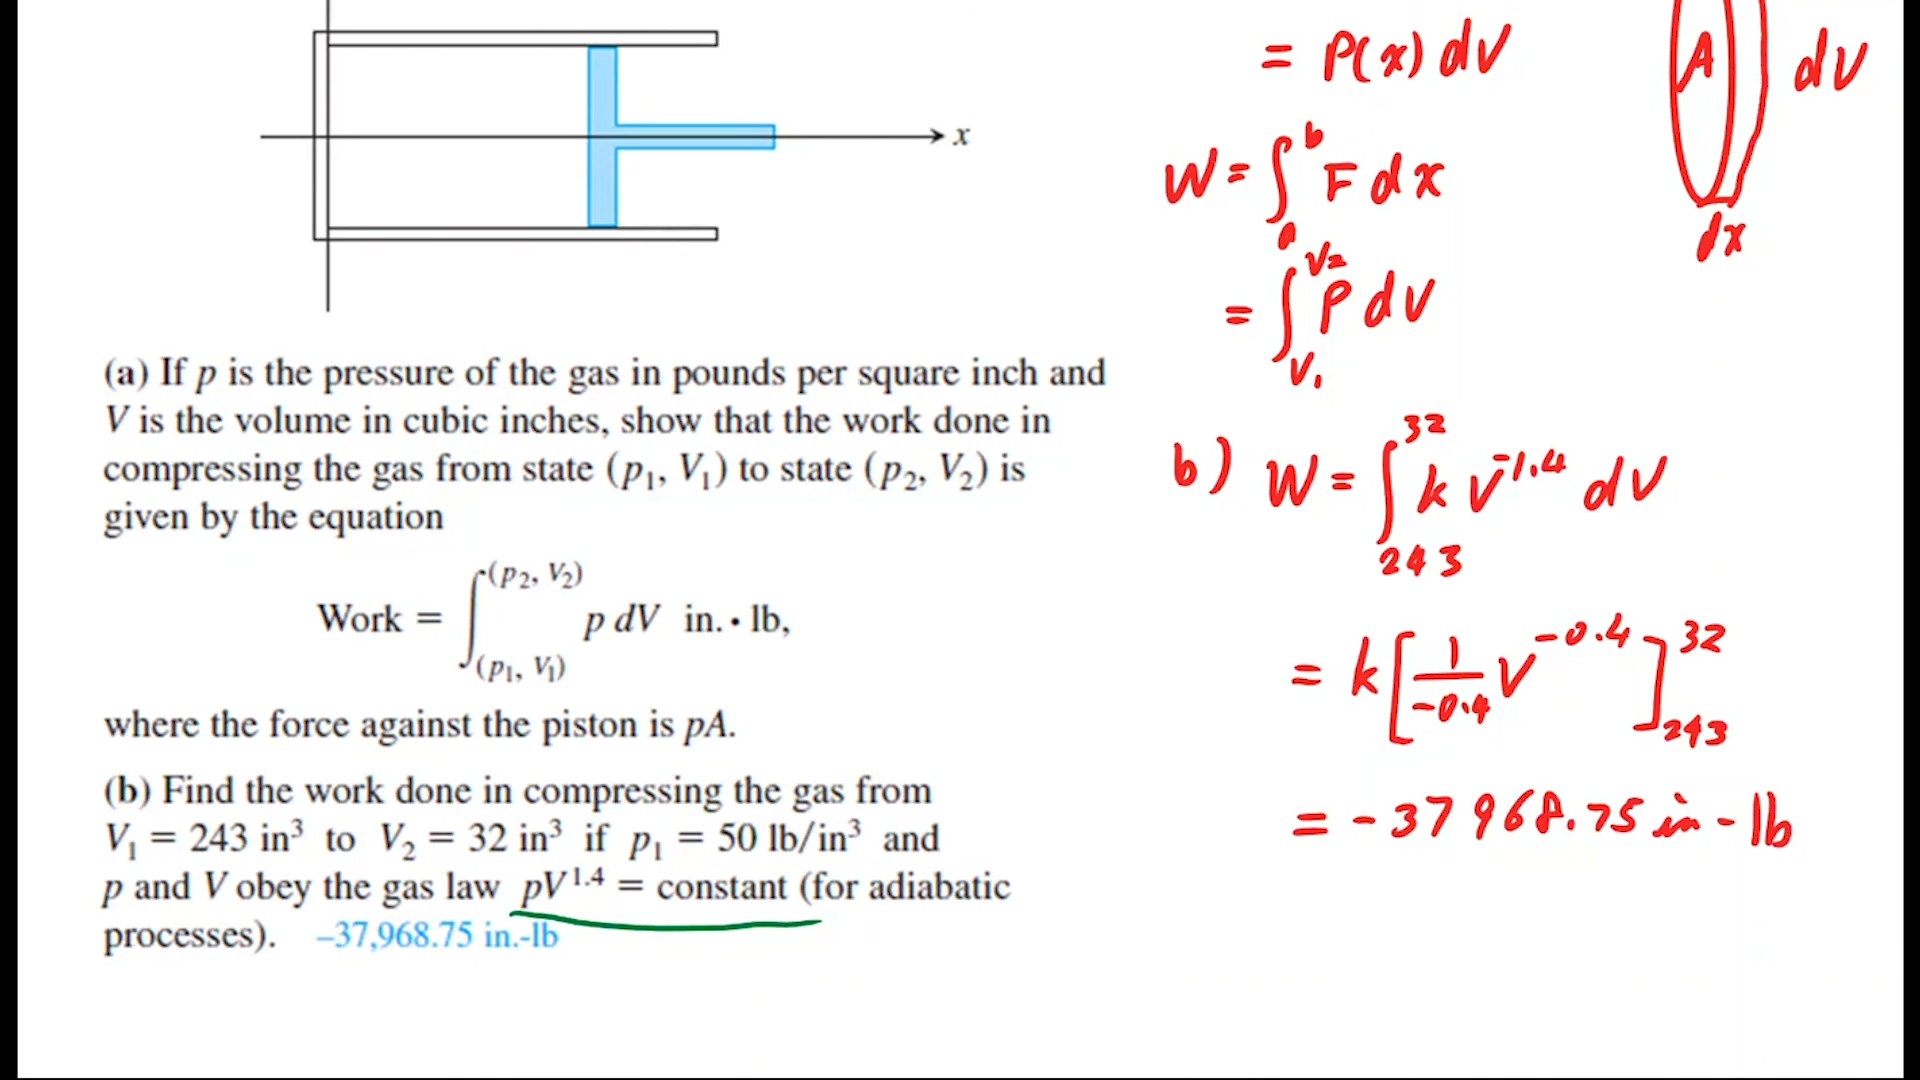 x
(a) If p is the pressure of the gas in pounds per square inch and
V is the volume in cubic inches, show that the work done in
compressing the gas from state (p₁, V₁) to state (p₂, V₂) is
given by the equation
Work = ∫_(p₁, V₁)^(p₂, V₂) p dV in. • lb,
where the force against the piston is pA.
(b) Find the work done in compressing the gas from
V₁ = 243 in³ to V₂ = 32 in³ if p₁ = 50 lb/in³ and
p and V obey the gas law pV^1.4 = constant (for adiabatic
processes). –37,968.75 in.-lb
= P(x) dV
A dV
dx
W = ∫_a^b F dx
= ∫_V₁^V₂ P dV
b) W = ∫_243^32 k V^-1.4 dV
= k [1/-0.4 V^-0.4]_243^32
= -37968.75 in - lb